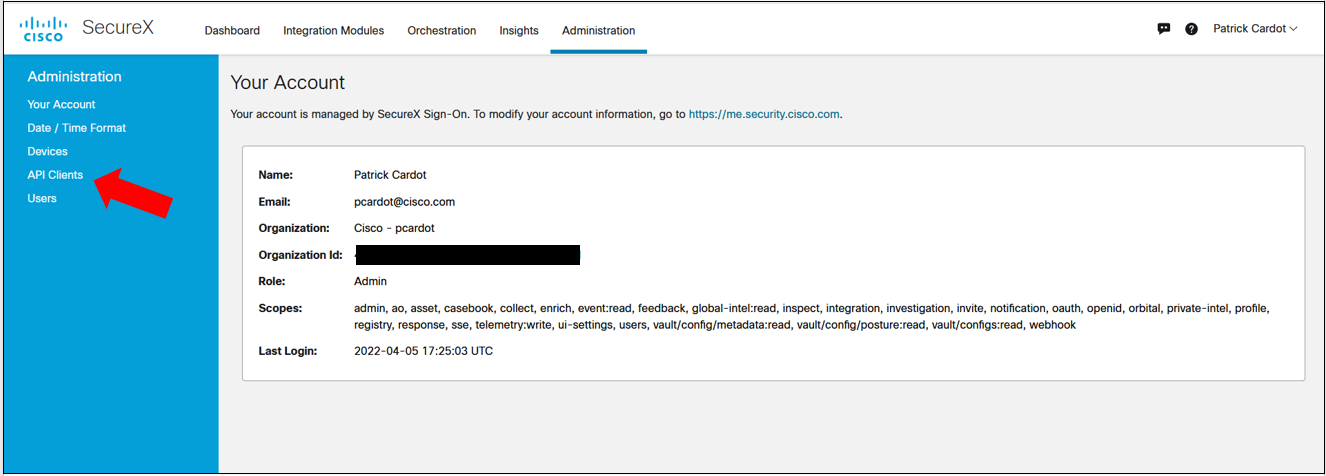 CISCO SecureX Dashboard Integration Modules Orchestration Insights Administration Patrick Cardot
Administration
Your Account
Date / Time Format
Devices
API Clients
Users
Your Account
Your account is managed by SecureX Sign-On. To modify your account information, go to https://me.security.cisco.com.
Name: Patrick Cardot
Email: pcardot@cisco.com
Organization: Cisco - pcardot
Organization Id:
Role: Admin
Scopes: admin, ao, asset, casebook, collect, enrich, event:read, feedback, global-intel:read, inspect, integration, investigation, invite, notification, oauth, openid, orbital, private-intel, profile,
registry, response, sse, telemetry:write, ui-settings, users, vault/config/metadata:read, vault/config/posture:read, vault/configs:read, webhook
Last Login: 2022-04-05 17:25:03 UTC